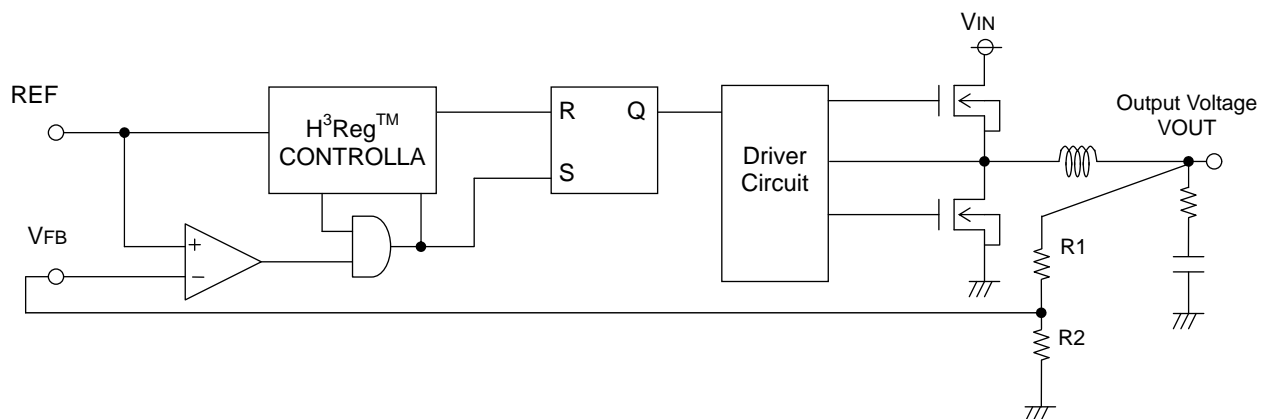 VIN
REF
H³Reg™
CONTROLLA
R
Q
S
Driver
Circuit
Output Voltage
VOUT
VFB
+
−
R1
R2